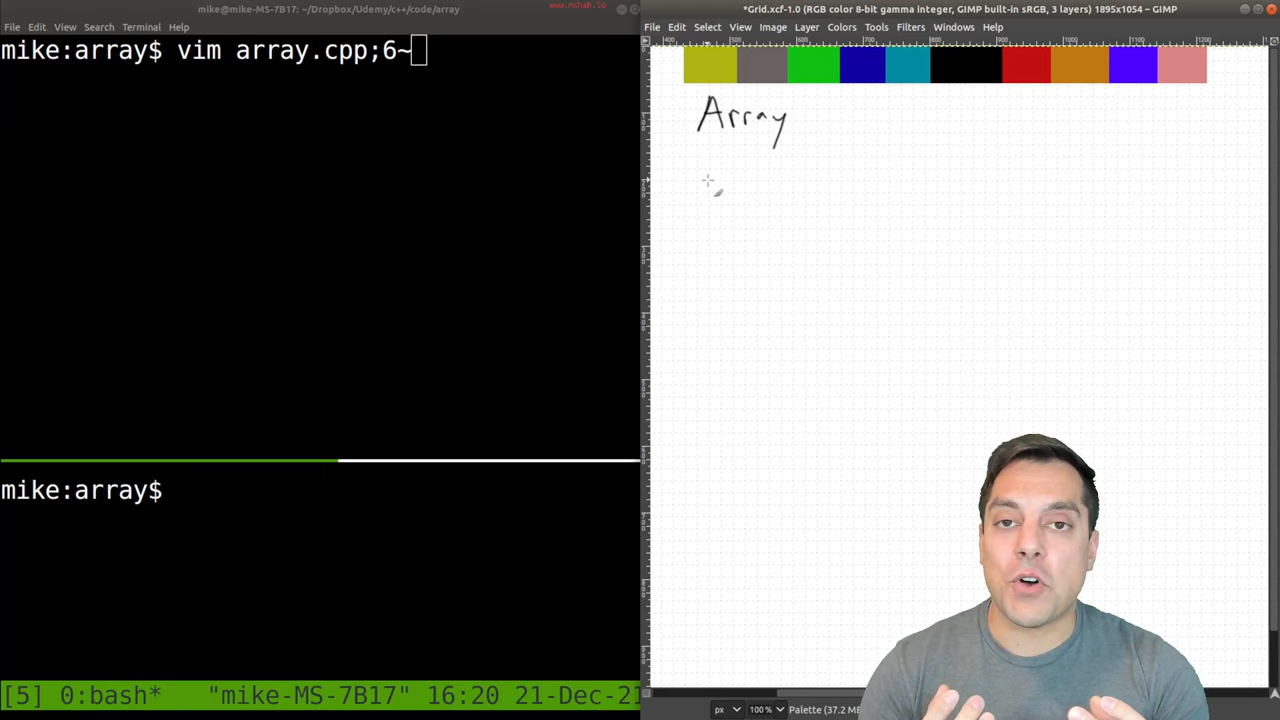 mike@mike-MS-7B17: ~/Dropbox/Udemy/c++/code/array
File Edit View Search Terminal Help
mike:array$ vim array.cpp;6~
mike:array$
[5] 0:bash* "mike-MS-7B17" 16:20 21-Dec-21
*Grid.xcf-1.0 (RGB color 8-bit gamma integer, GIMP built-in sRGB, 3 layers) 1895x1054 – GIMP
File Edit Select View Image Layer Colors Tools Filters Windows Help
Array
px 100% Palette (37.2 MB